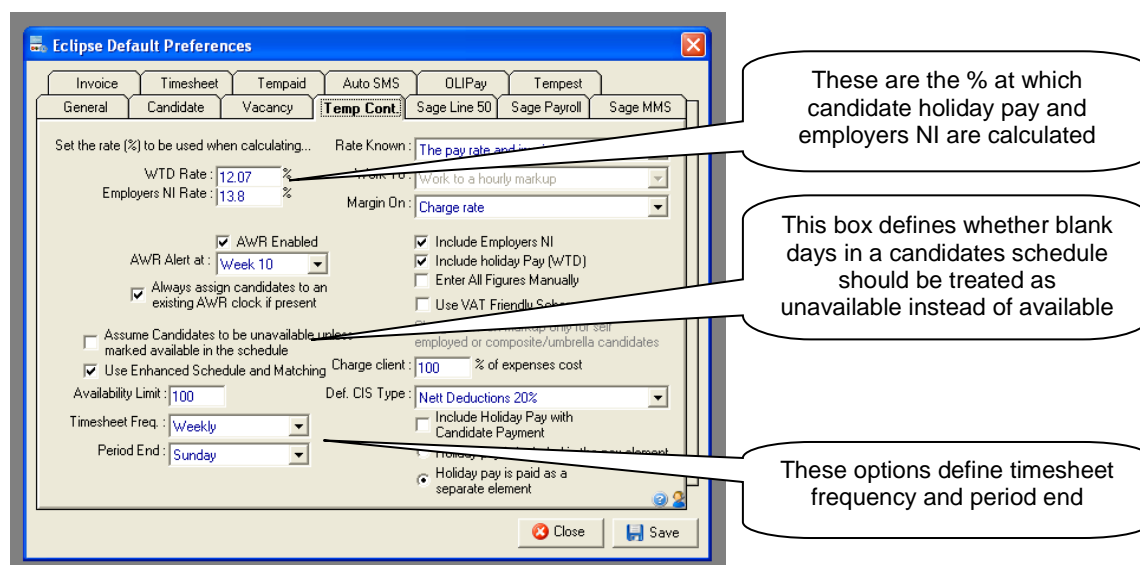 Eclipse Default Preferences
Invoice Timesheet Tempaid Auto SMS OLIPay Tempest
General Candidate Vacancy Temp Cont. Sage Line 50 Sage Payroll Sage MMS
Set the rate (%) to be used when calculating...
WTD Rate : 12.07 %
Employers NI Rate : 13.8 %
AWR Enabled
AWR Alert at : Week 10
Always assign candidates to an
existing AWR clock if present
Assume Candidates to be unavailable unless
marked available in the schedule
Use Enhanced Schedule and Matching
Availability Limit : 100
Timesheet Freq. : Weekly
Period End : Sunday
Rate Known : The pay rate and
Work to a hourly markup
Margin On : Charge rate
Include Employers NI
Include holiday Pay (WTD)
Enter All Figures Manually
Use VAT Friendly
only for self
employed or composite/umbrella candidates
Charge client : 100 % of expenses cost
Def. CIS Type : Nett Deductions 20%
Include Holiday Pay with
Candidate Payment
Holiday pay is paid as a
separate element
Close Save
These are the % at which
candidate holiday pay and
employers NI are calculated
This box defines whether blank
days in a candidates schedule
should be treated as
unavailable instead of available
These options define timesheet
frequency and period end